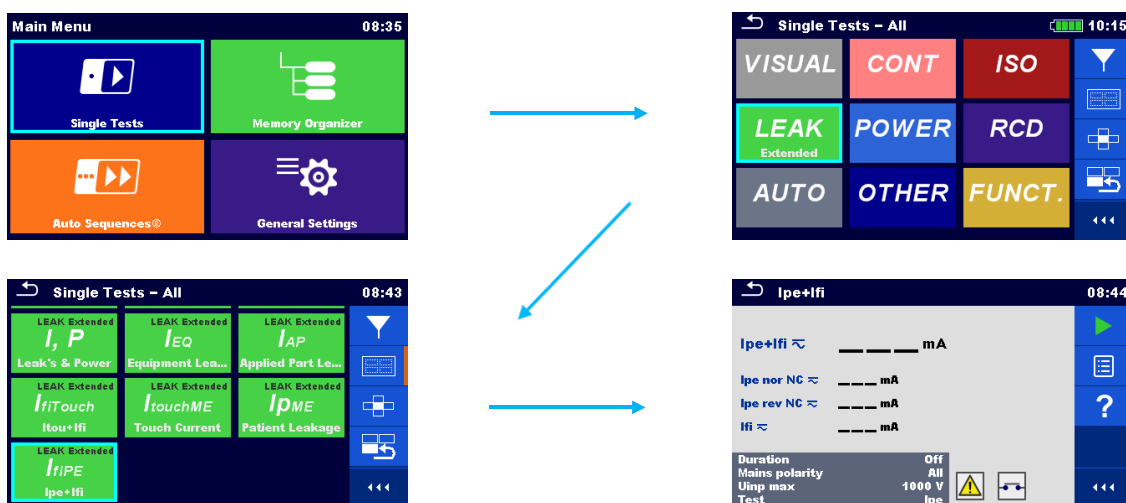 Main Menu 08:35
Single Tests Memory Organizer
Auto Sequences® General Settings
Single Tests – All 10:15
VISUAL CONT ISO
LEAK POWER RCD
Extended
AUTO OTHER FUNCT.
Single Tests – All 08:43
LEAK Extended LEAK Extended LEAK Extended
I, P IEQ IAP
Leak's & Power Equipment Lea... Applied Part Le...
LEAK Extended LEAK Extended LEAK Extended
IfiTouch ItouchME IpME
Itou+Ifi Touch Current Patient Leakage
LEAK Extended
IfiPE
Ipe+Ifi
Ipe+Ifi 08:44
Ipe+Ifi ≂ _ _ _ _ mA
Ipe nor NC ≂ _ _ _ mA
Ipe rev NC ≂ _ _ _ mA
Ifi ≂ _ _ _ mA
?
Duration Off
Mains polarity All
Uinp max 1000 V
Test Ipe